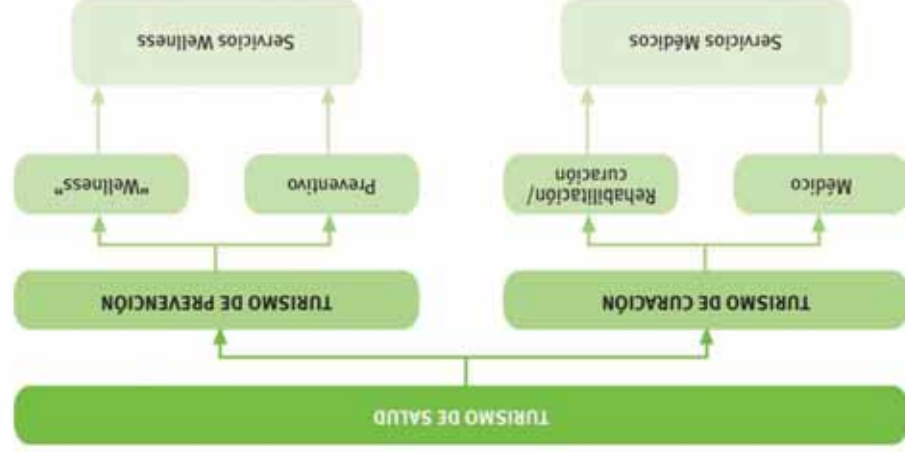 TURISMO DE SALUD
TURISMO DE CURACIÓN
TURISMO DE PREVENCIÓN
Médico
Rehabilitación/
curación
Preventivo
"Wellness"
Servicios Médicos
Servicios Wellness